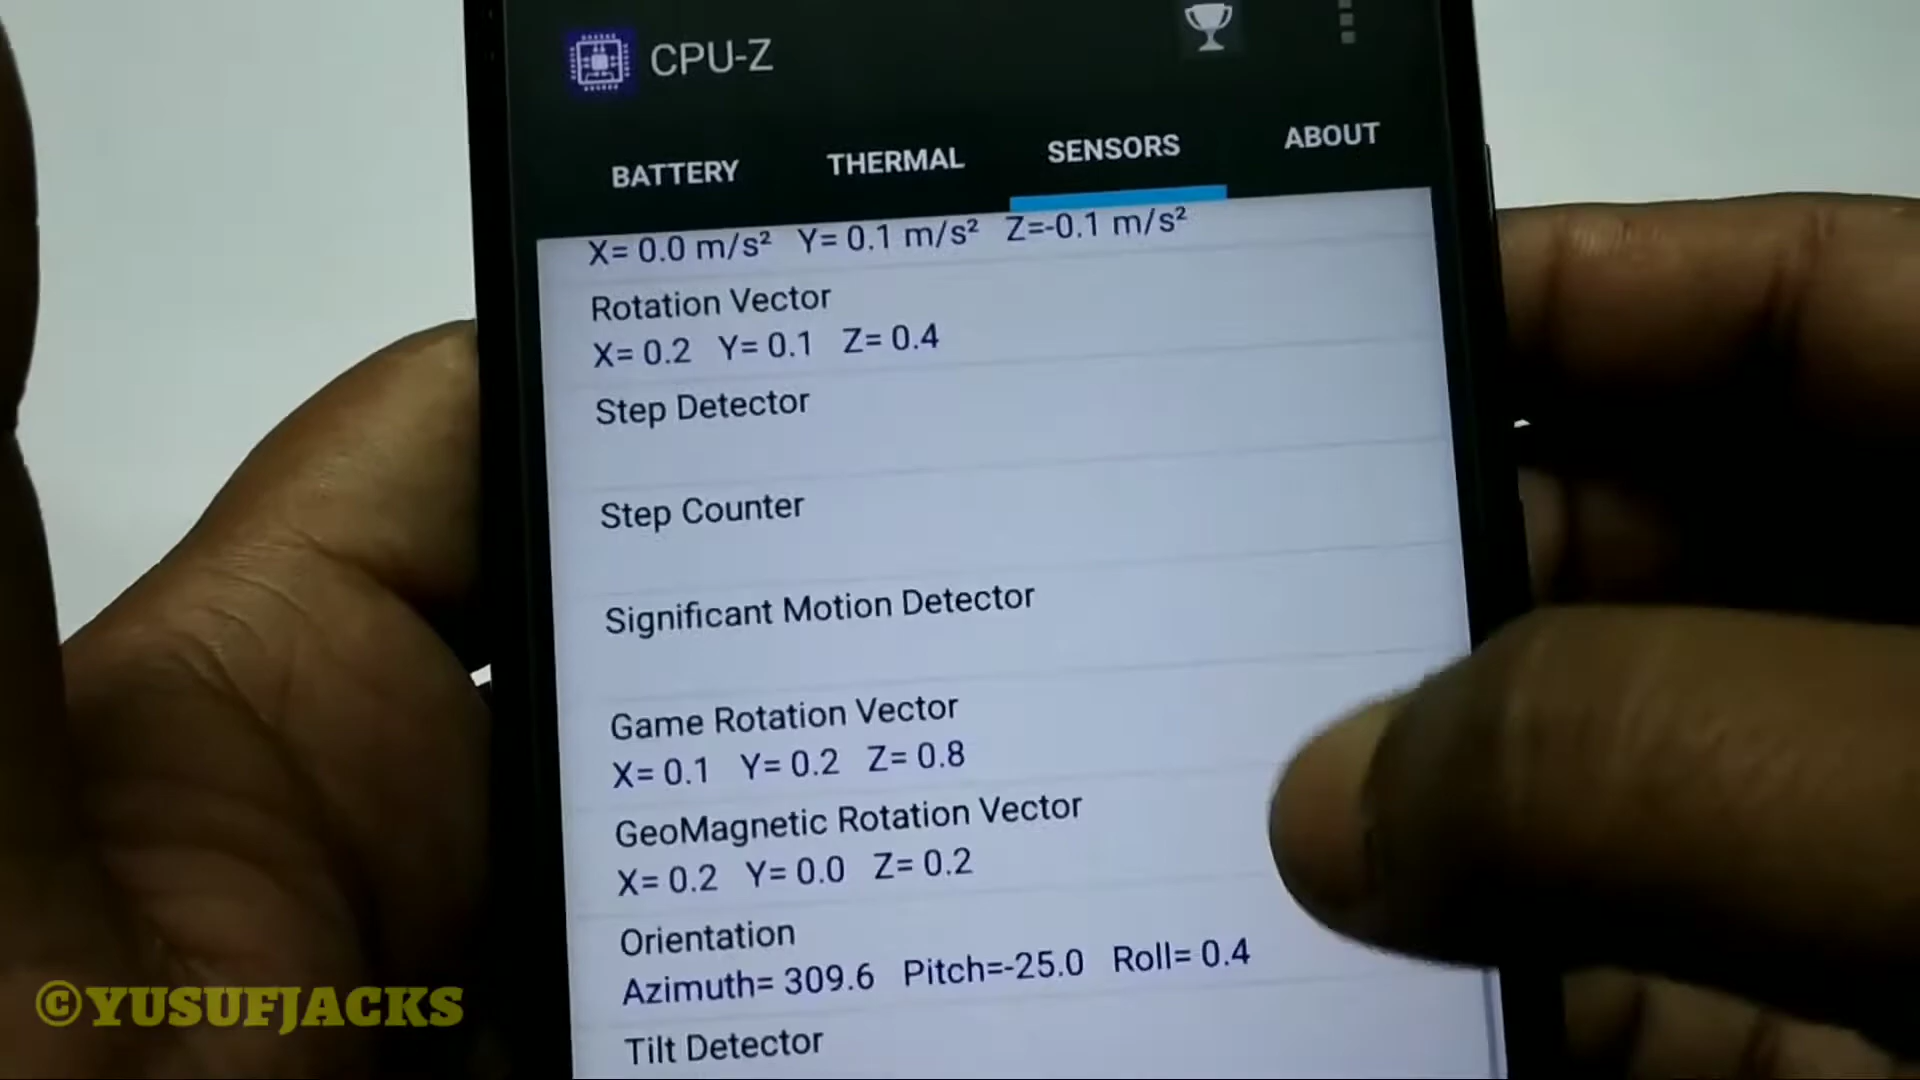 CPU-Z
BATTERY THERMAL SENSORS ABOUT
X= 0.0 m/s² Y= 0.1 m/s² Z=-0.1 m/s²
Rotation Vector
X= 0.2 Y= 0.1 Z= 0.4
Step Detector
Step Counter
Significant Motion Detector
Game Rotation Vector
X= 0.1 Y= 0.2 Z= 0.8
GeoMagnetic Rotation Vector
X= 0.2 Y= 0.0 Z= 0.2
Orientation
Azimuth= 309.6 Pitch=-25.0 Roll= 0.4
Tilt Detector
©YUSUFJACKS